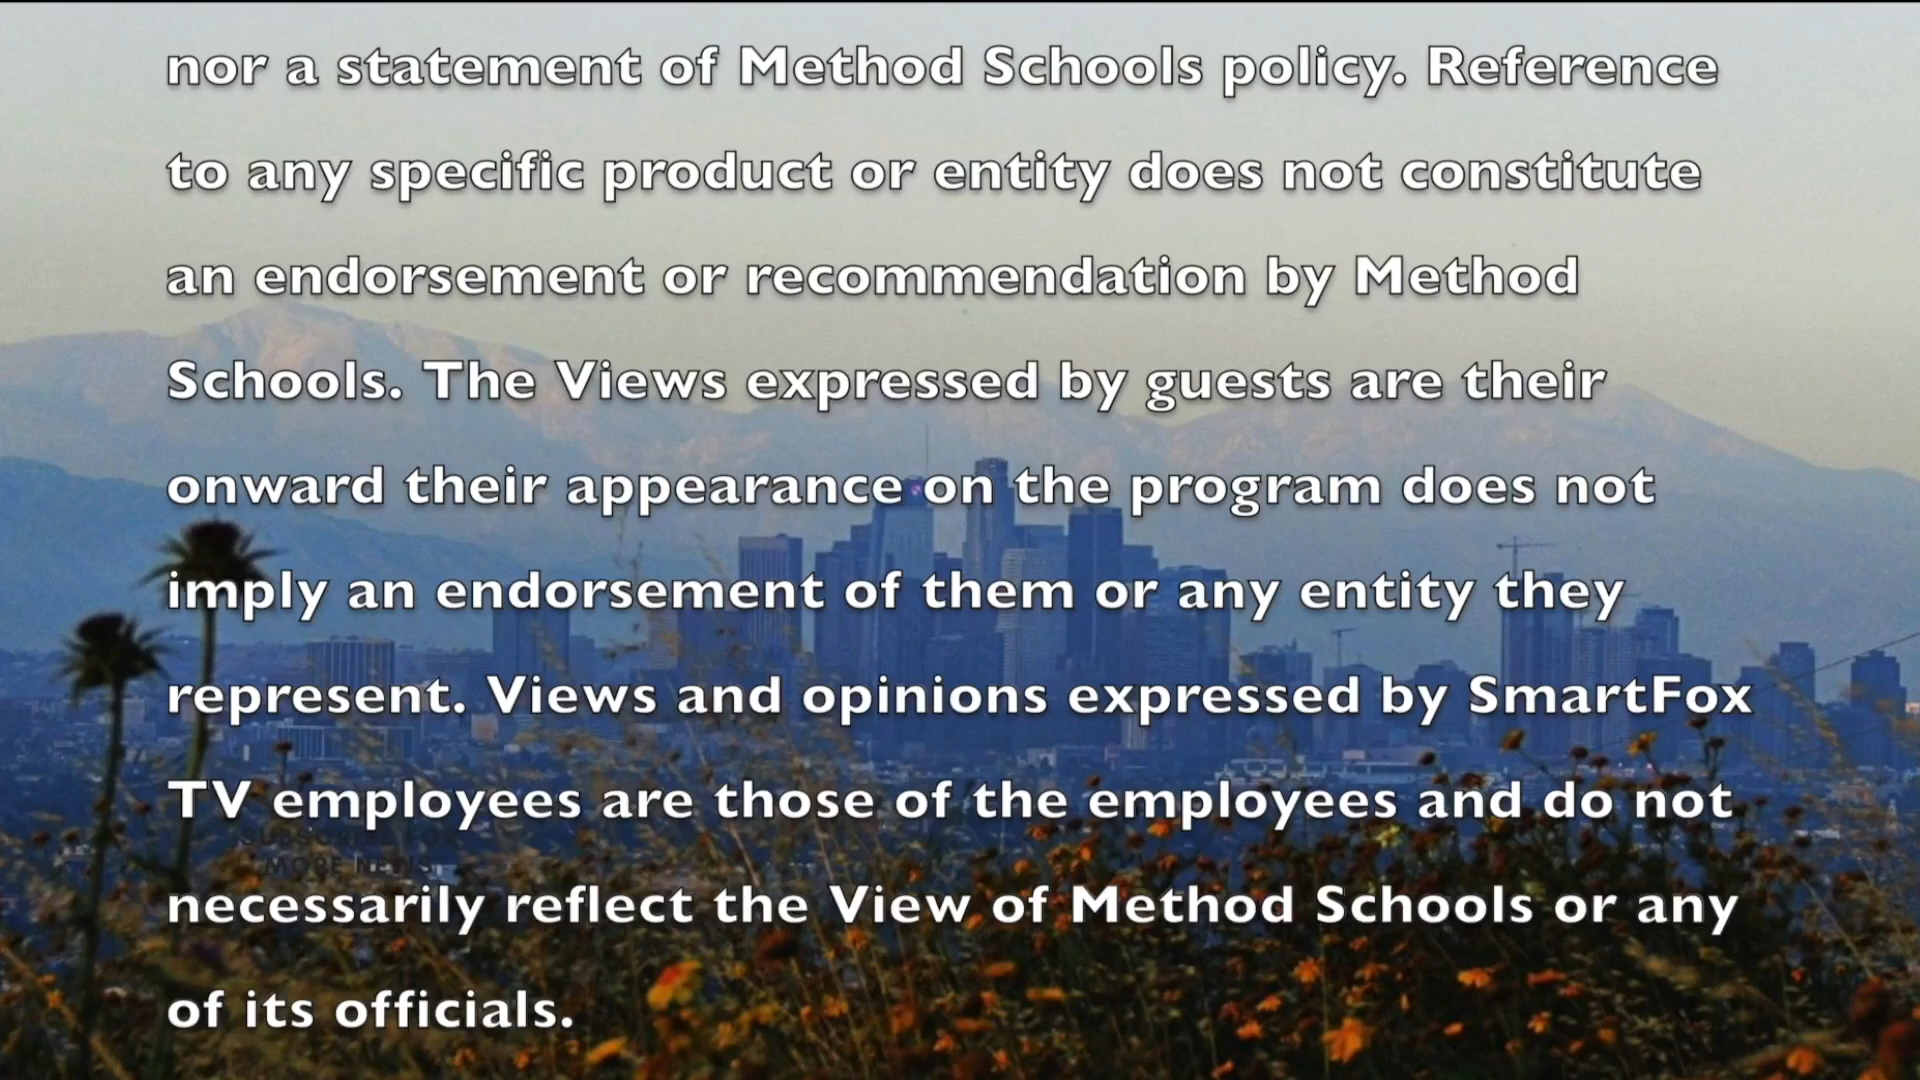 nor a statement of Method Schools policy. Reference
to any specific product or entity does not constitute
an endorsement or recommendation by Method
Schools. The Views expressed by guests are their
onward their appearance on the program does not
imply an endorsement of them or any entity they
represent. Views and opinions expressed by SmartFox
TV employees are those of the employees and do not
SUBSCRIBE FOR
MORE NEWS
necessarily reflect the View of Method Schools or any
of its officials.